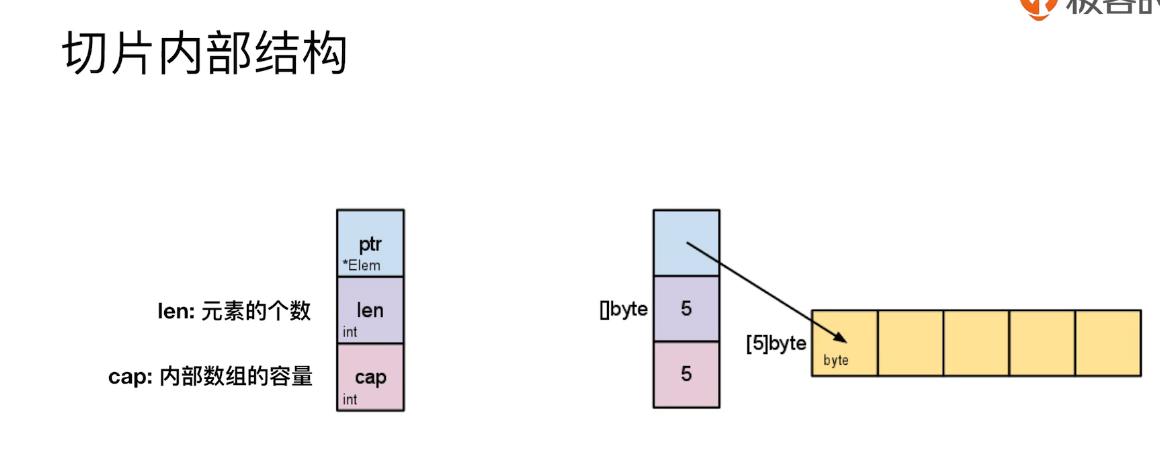 切片内部结构
ptr
*Elem
len: 元素的个数
len
int
cap: 内部数组的容量
cap
int
[]byte
5
5
[5]byte
byte